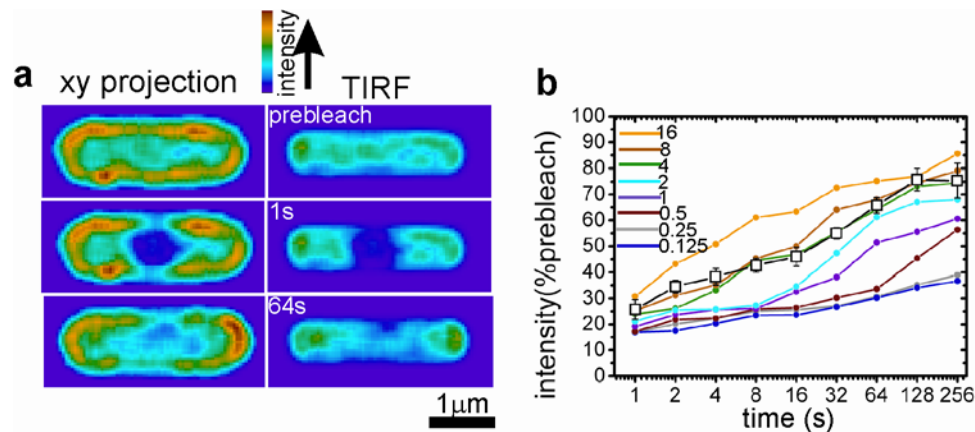 a
xy projection
intensity
TIRF
prebleach
1s
64s
1μm
b
intensity(%prebleach)
100
90
80
70
60
50
40
30
20
10
0
16
8
4
2
1
0.5
0.25
0.125
1 2 4 8 16 32 64 128 256
time (s)